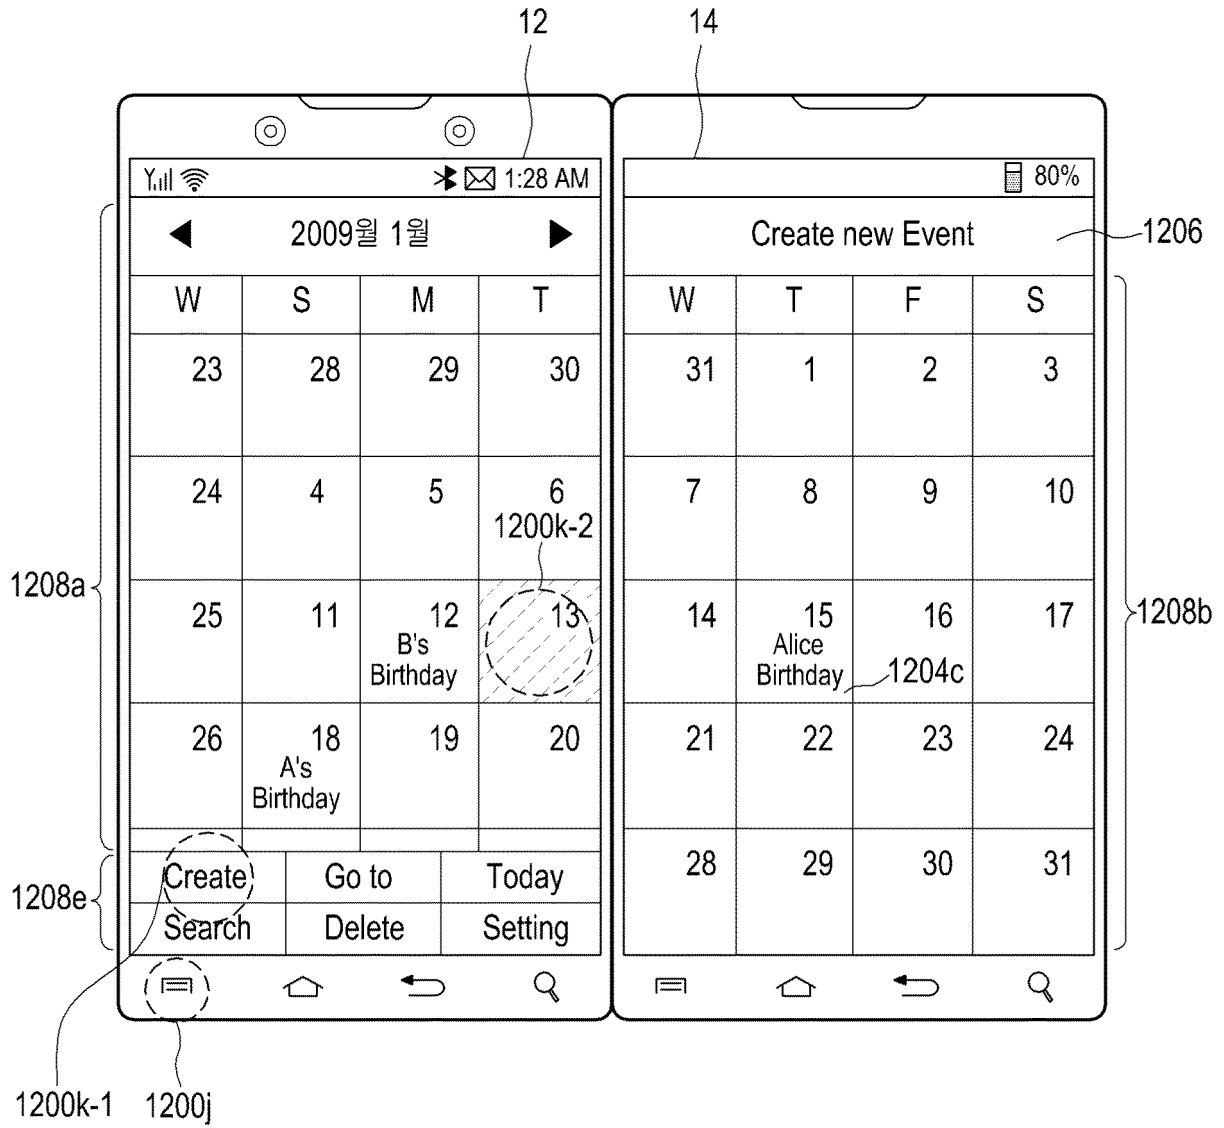 12 14
1:28 AM 80%
2009월 1월 Create new Event 1206
W S M T W T F S
23 28 29 30 31 1 2 3
24 4 5 6 7 8 9 10
1200k-2
1208a 1208b
25 11 12 13 14 15 16 17
B's Alice
Birthday Birthday 1204c
26 18 19 20 21 22 23 24
A's
Birthday
28 29 30 31
1208e
Create Go to Today
Search Delete Setting
1200k-1 1200j